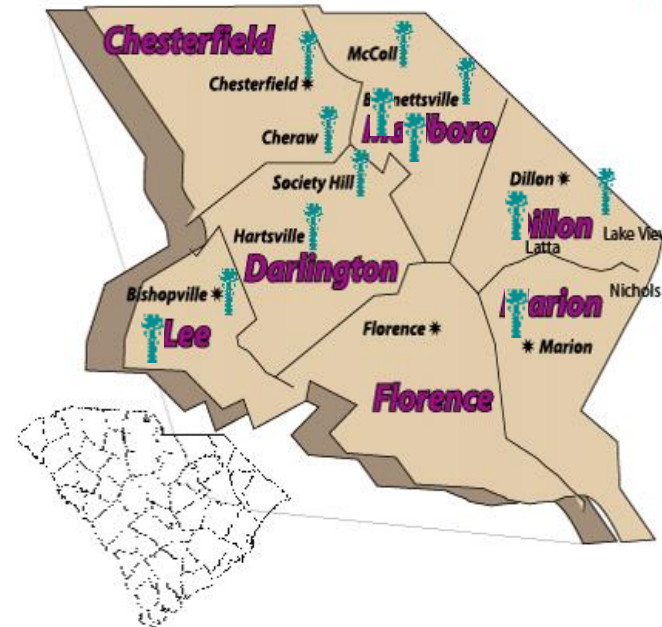 Chesterfield
McColl
Chesterfield
Bennettsville
Marlboro
Cheraw
Society Hill
Dillon
Hartsville
Dillon
Lake View
Latta
Darlington
Bishopville
Nichols
Marion
Lee
Florence
Marion
Florence